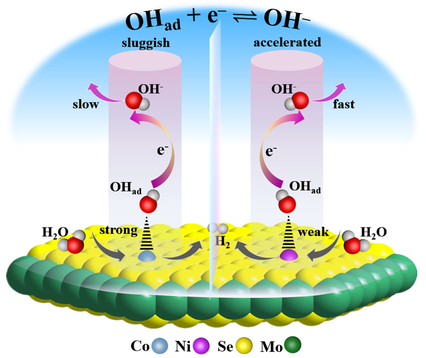 OHad + e⁻ ⇌ OH⁻
sluggish accelerated
OH⁻ OH⁻
slow fast
e⁻ e⁻
OHad OHad
H₂O strong H₂ weak H₂O
Co Ni Se Mo